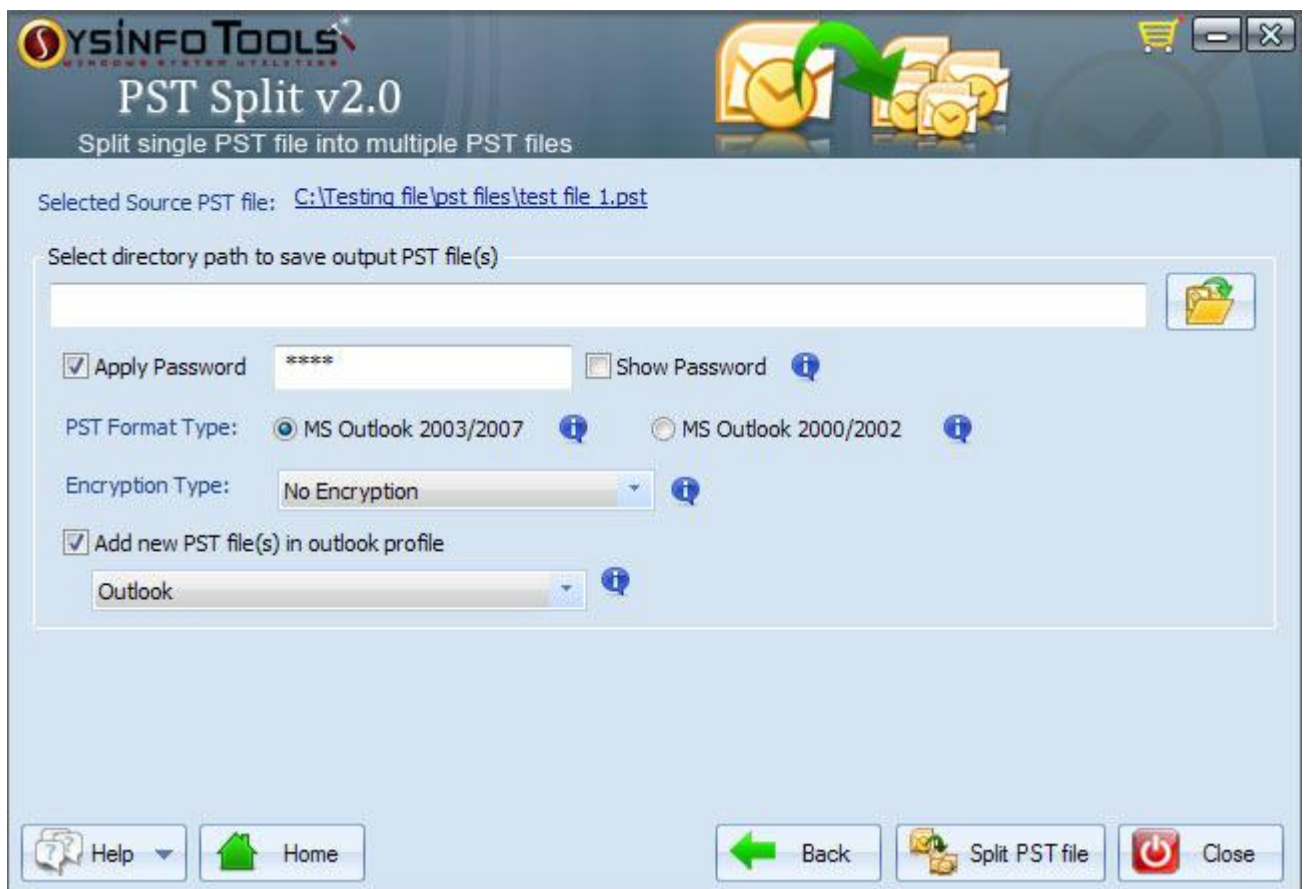 SYSINFO TOOLS
WINDOWS SYSTEM UTILITIES
PST Split v2.0
Split single PST file into multiple PST files
Selected Source PST file: C:\Testing file\pst files\test file 1.pst
Select directory path to save output PST file(s)
Apply Password **** Show Password
PST Format Type: MS Outlook 2003/2007 MS Outlook 2000/2002
Encryption Type: No Encryption
Add new PST file(s) in outlook profile
Outlook
Help Home Back Split PST file Close